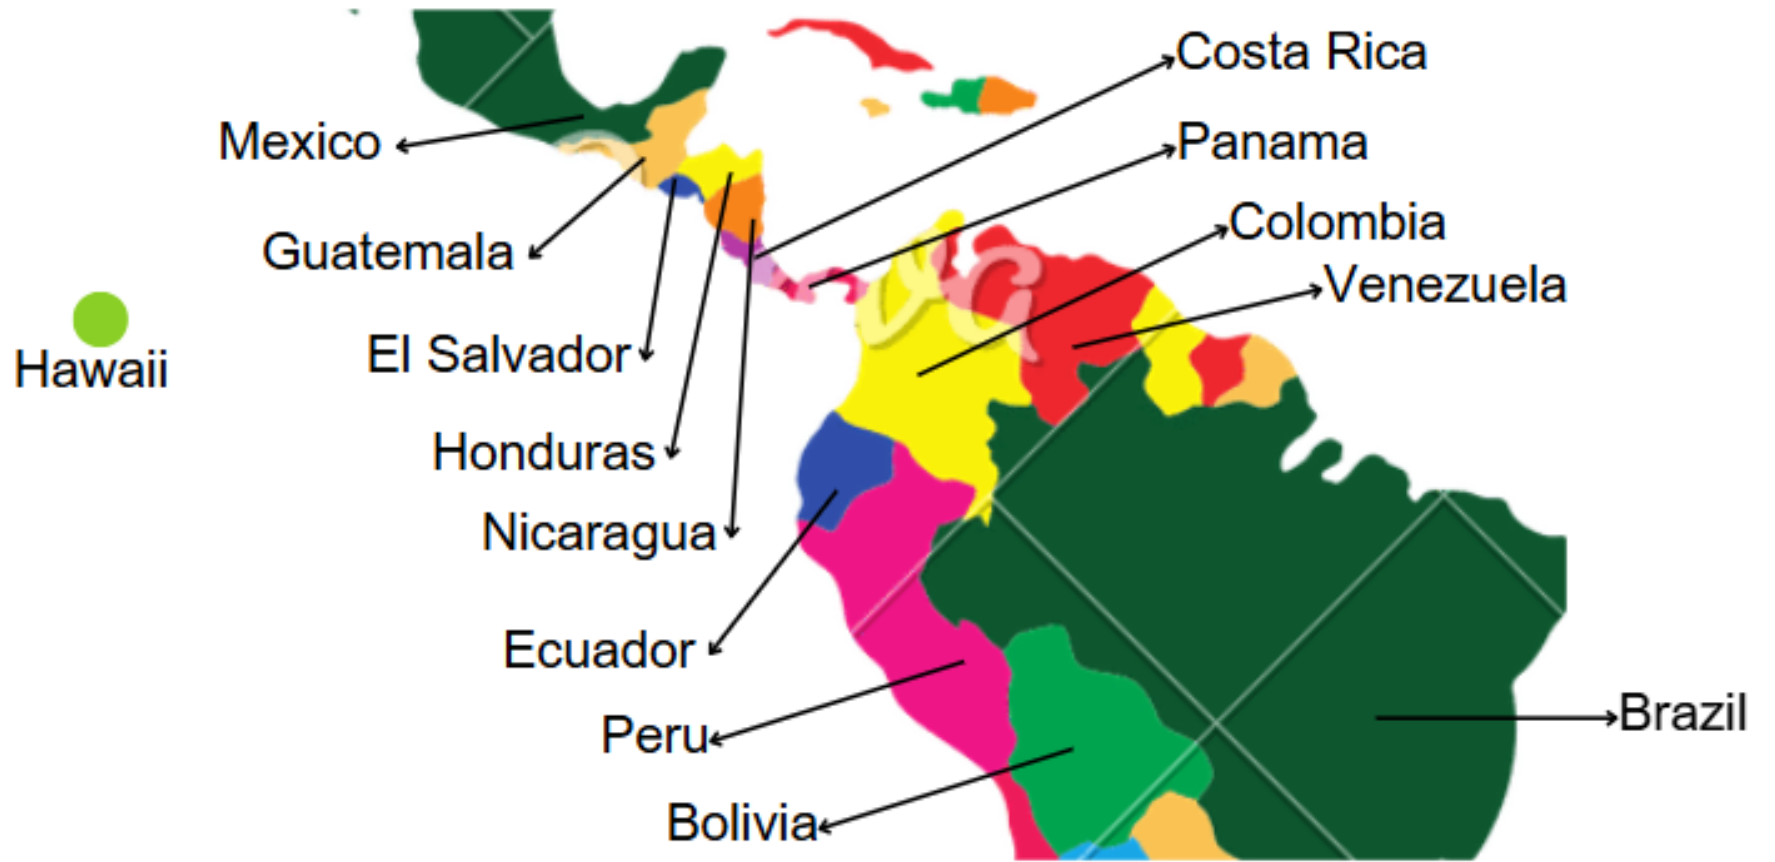 Costa Rica
Mexico
Panama
Colombia
Guatemala
Venezuela
Hawaii
El Salvador
Honduras
Nicaragua
Ecuador
Peru
Brazil
Bolivia